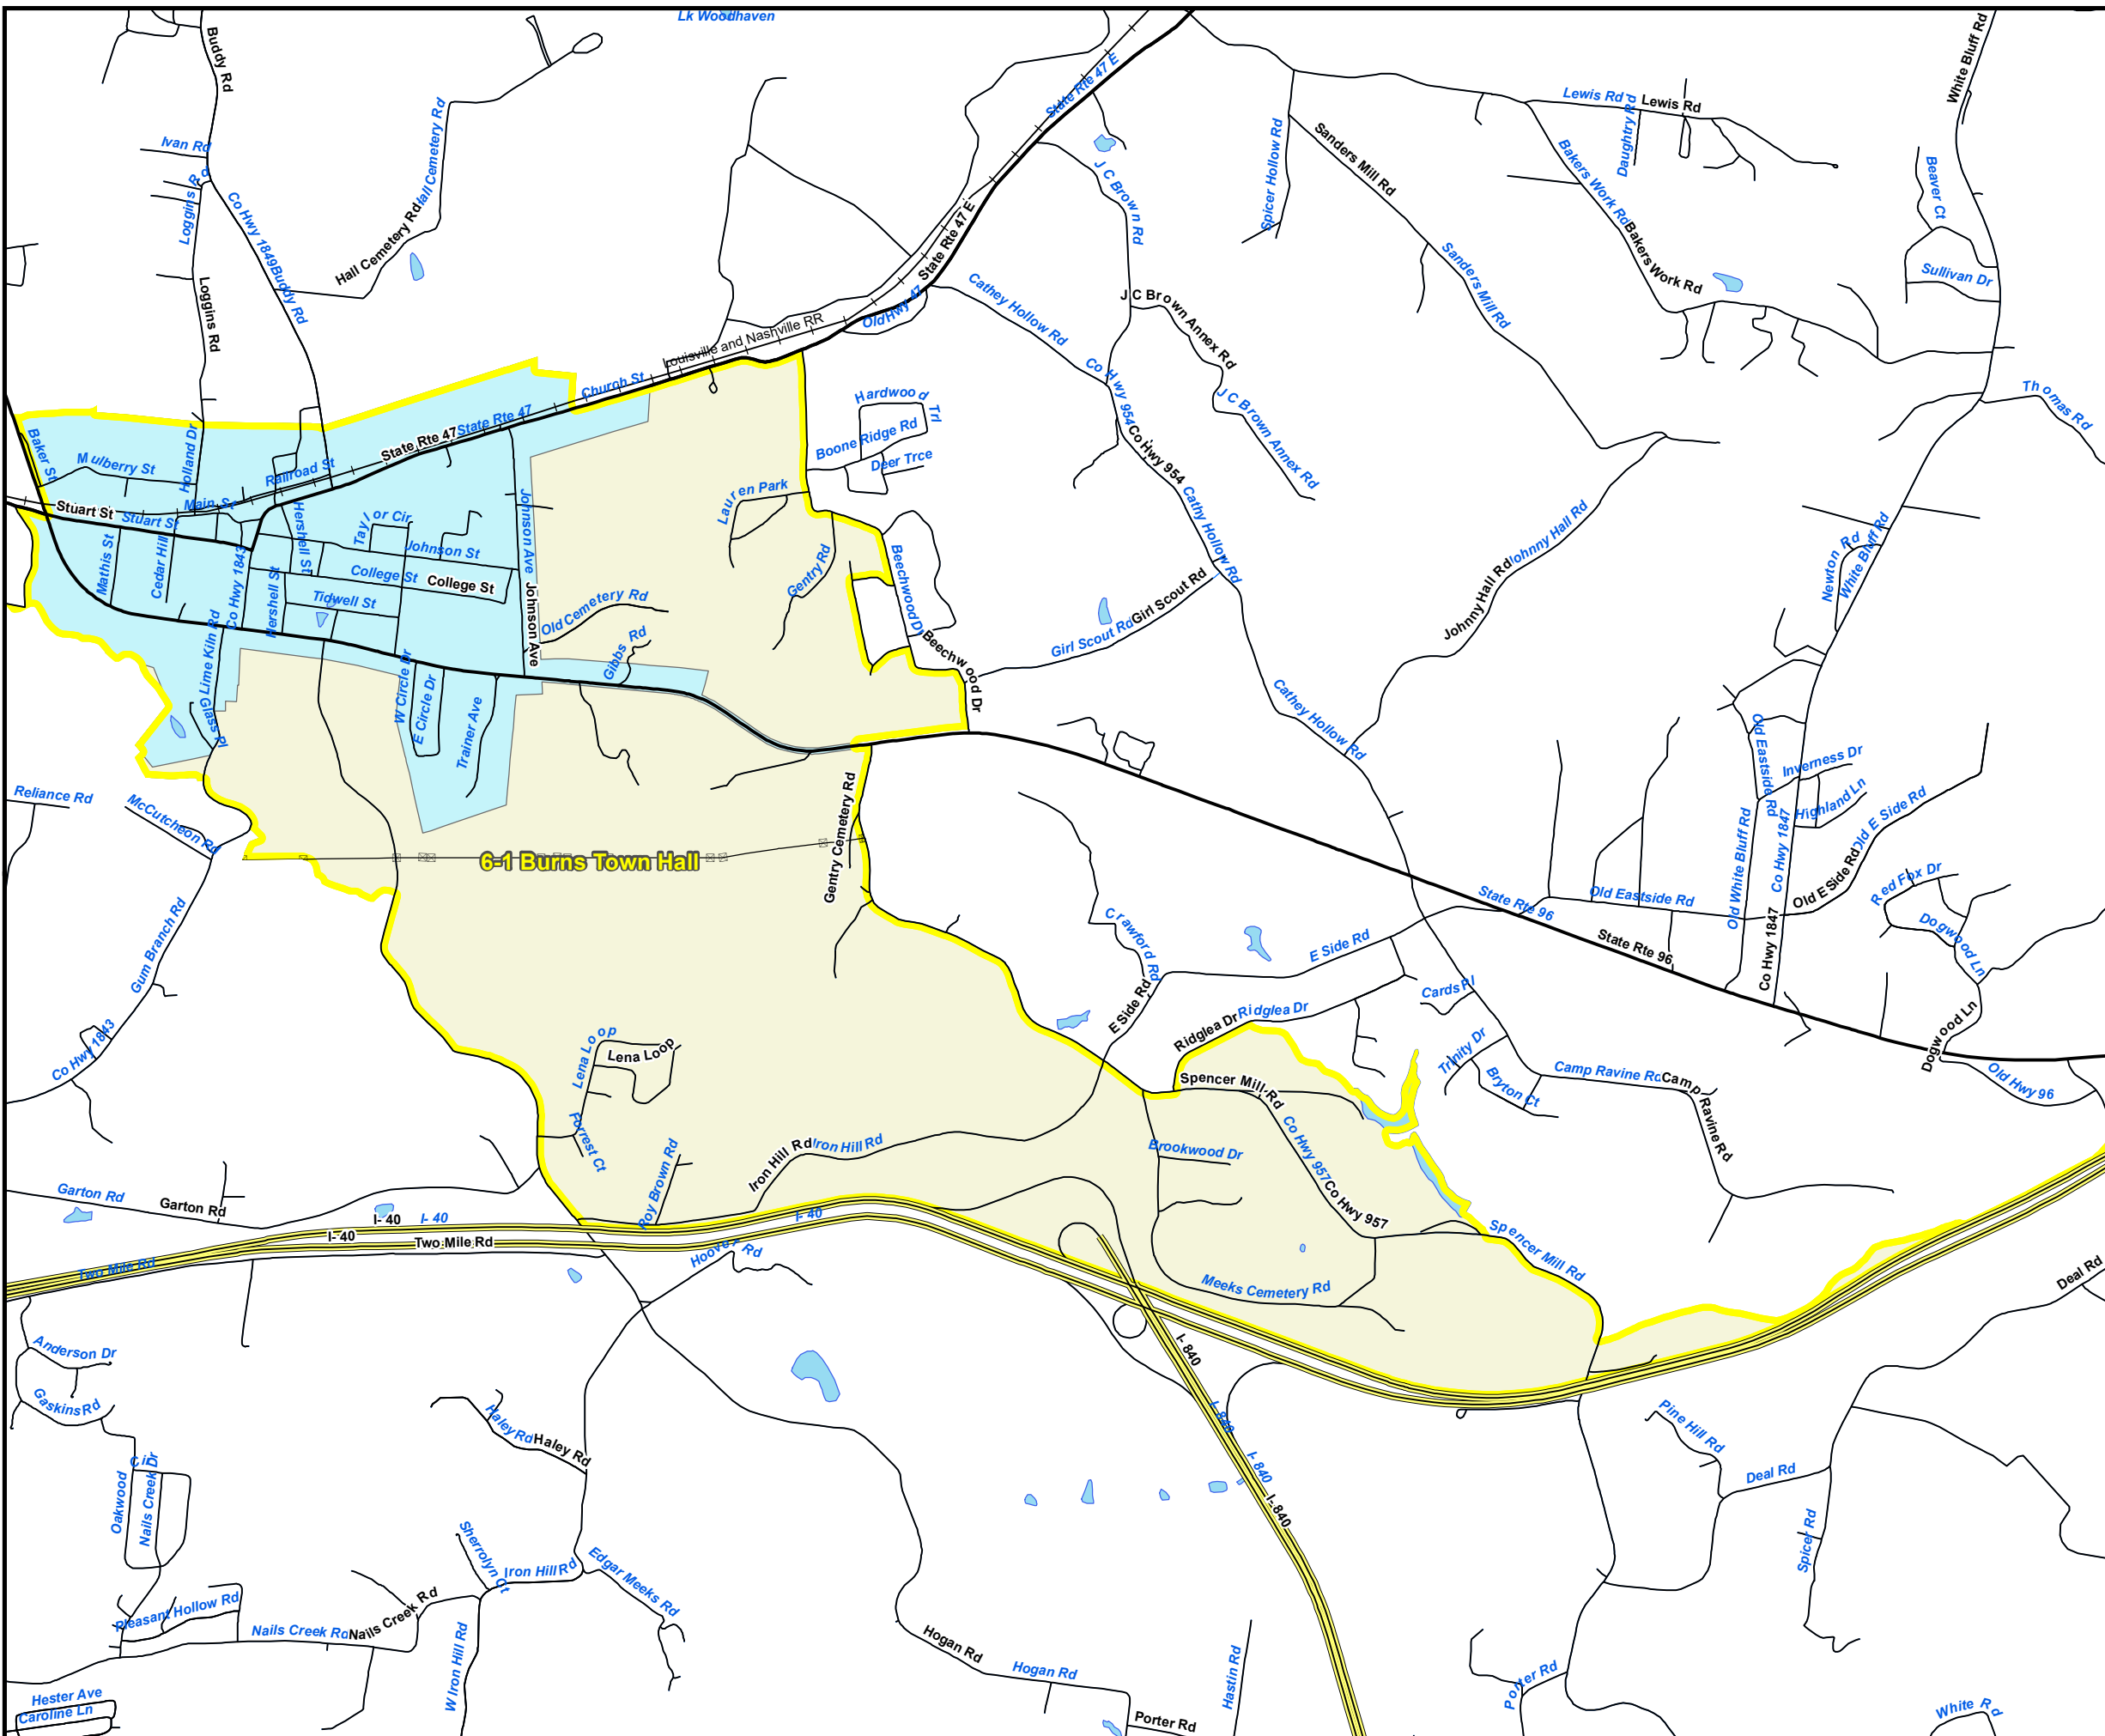 Lk Woodhaven
Buddy Rd
State Rte 47 E
White Bluff Rd
Lewis Rd
Lewis Rd
Daughtry Rd
Hall Cemetery Rd
Ivan Rd
Loggins Rd
Co Hwy 1849
Buddy Rd
Hall Cemetery Rd
Spicer Hollow Rd
Sanders Mill Rd
Bakers Work Rd
Bakers Work Rd
Beaver Ct
J C Brown Rd
State Rte 47 E
Sanders Mill Rd
Sullivan Dr
Loggins Rd
Old Hwy 47
Cathey Hollow Rd
J C Brown Annex Rd
Louisville and Nashville RR
Church St
Co Hwy 954
J C Brown Annex Rd
Thomas Rd
Hardwood Trl
Boone Ridge Rd
Deer Trce
Baker St
Mulberry St
Holland Dr
Railroad St
State Rte 47
State Rte 47
Co Hwy 954
Lauren Park
Cathy Hollow Rd
Stuart St
Stuart St
Main St
Hershell St
Taylor Cir
Johnson St
Johnson Ave
Johnny Hall Rd
Johnny Hall Rd
Newton Rd
White Bluff Rd
Mathis St
Cedar Hill
Co Hwy 1843
Hershell St
College St
College St
Tidwell St
Johnson Ave
Old Cemetery Rd
Gibbs Rd
Gentry Rd
Beechwood Dr
Beechwood Dr
Girl Scout Rd
Girl Scout Rd
Lime Kiln Rd
Glass Pl
W Circle Dr
E Circle Dr
Trainer Ave
Cathey Hollow Rd
Old Eastside Rd
Inverness Dr
Highland Ln
Old E Side Rd
Reliance Rd
McCutcheon Rd
Gentry Cemetery Rd
6-1 Burns Town Hall
Old White Bluff Rd
Co Hwy 1847
Old E Side Rd
Red Fox Dr
Dogwood Ln
Gum Branch Rd
Crawford Rd
E Side Rd
State Rte 96
Old Eastside Rd
State Rte 96
Co Hwy 1847
Cards Pl
E Side Rd
Ridglea Dr
Ridglea Dr
Co Hwy 1843
Lena Loop
Lena Loop
Trinity Dr
Bryton Ct
Camp Ravine Rd
Camp Ravine Rd
Dogwood Ln
Old Hwy 96
Spencer Mill Rd
Forrest Ct
Roy Brown Rd
Iron Hill Rd
Iron Hill Rd
Brookwood Dr
Co Hwy 957
Co Hwy 957
Garton Rd
Garton Rd
I- 40
I- 40
I- 40
I- 40
Two Mile Rd
Two Mile Rd
Hoover Rd
Spencer Mill Rd
Meeks Cemetery Rd
Deal Rd
I- 840
Anderson Dr
Gaskins Rd
Haley Rd
Haley Rd
I- 840
I- 840
I- 840
Pine Hill Rd
Deal Rd
Oakwood Cir
Nails Creek Dr
Sherrolyn Ct
Iron Hill Rd
Edgar Meeks Rd
Spicer Rd
Pleasant Hollow Rd
Nails Creek Rd
Nails Creek Rd
W Iron Hill Rd
Hogan Rd
Hogan Rd
Hastin Rd
Porter Rd
Porter Rd
Hester Ave
Caroline Ln
White Rd